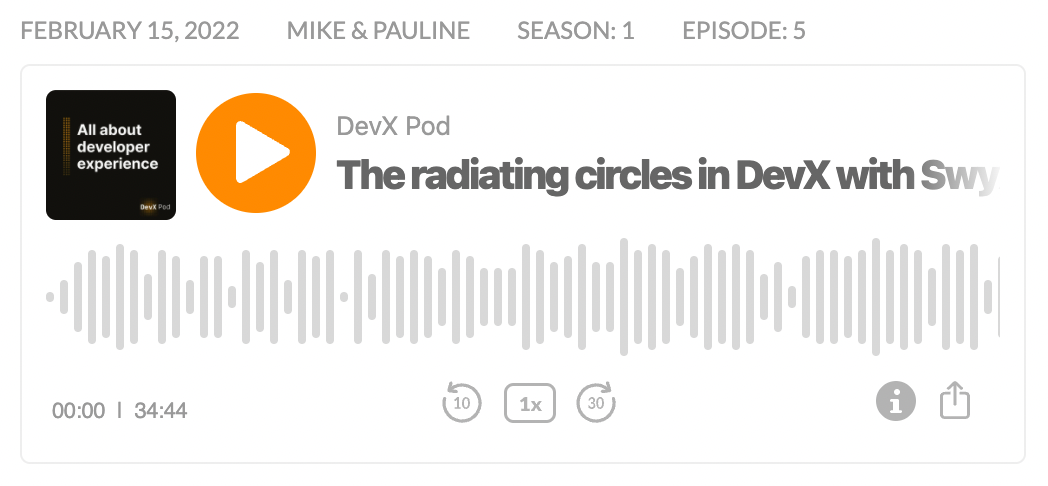 FEBRUARY 15, 2022 MIKE & PAULINE SEASON: 1 EPISODE: 5
All about
developer
experience
DevX Pod
DevX Pod
The radiating circles in DevX with Swy
00:00 | 34:44
10
1x
30